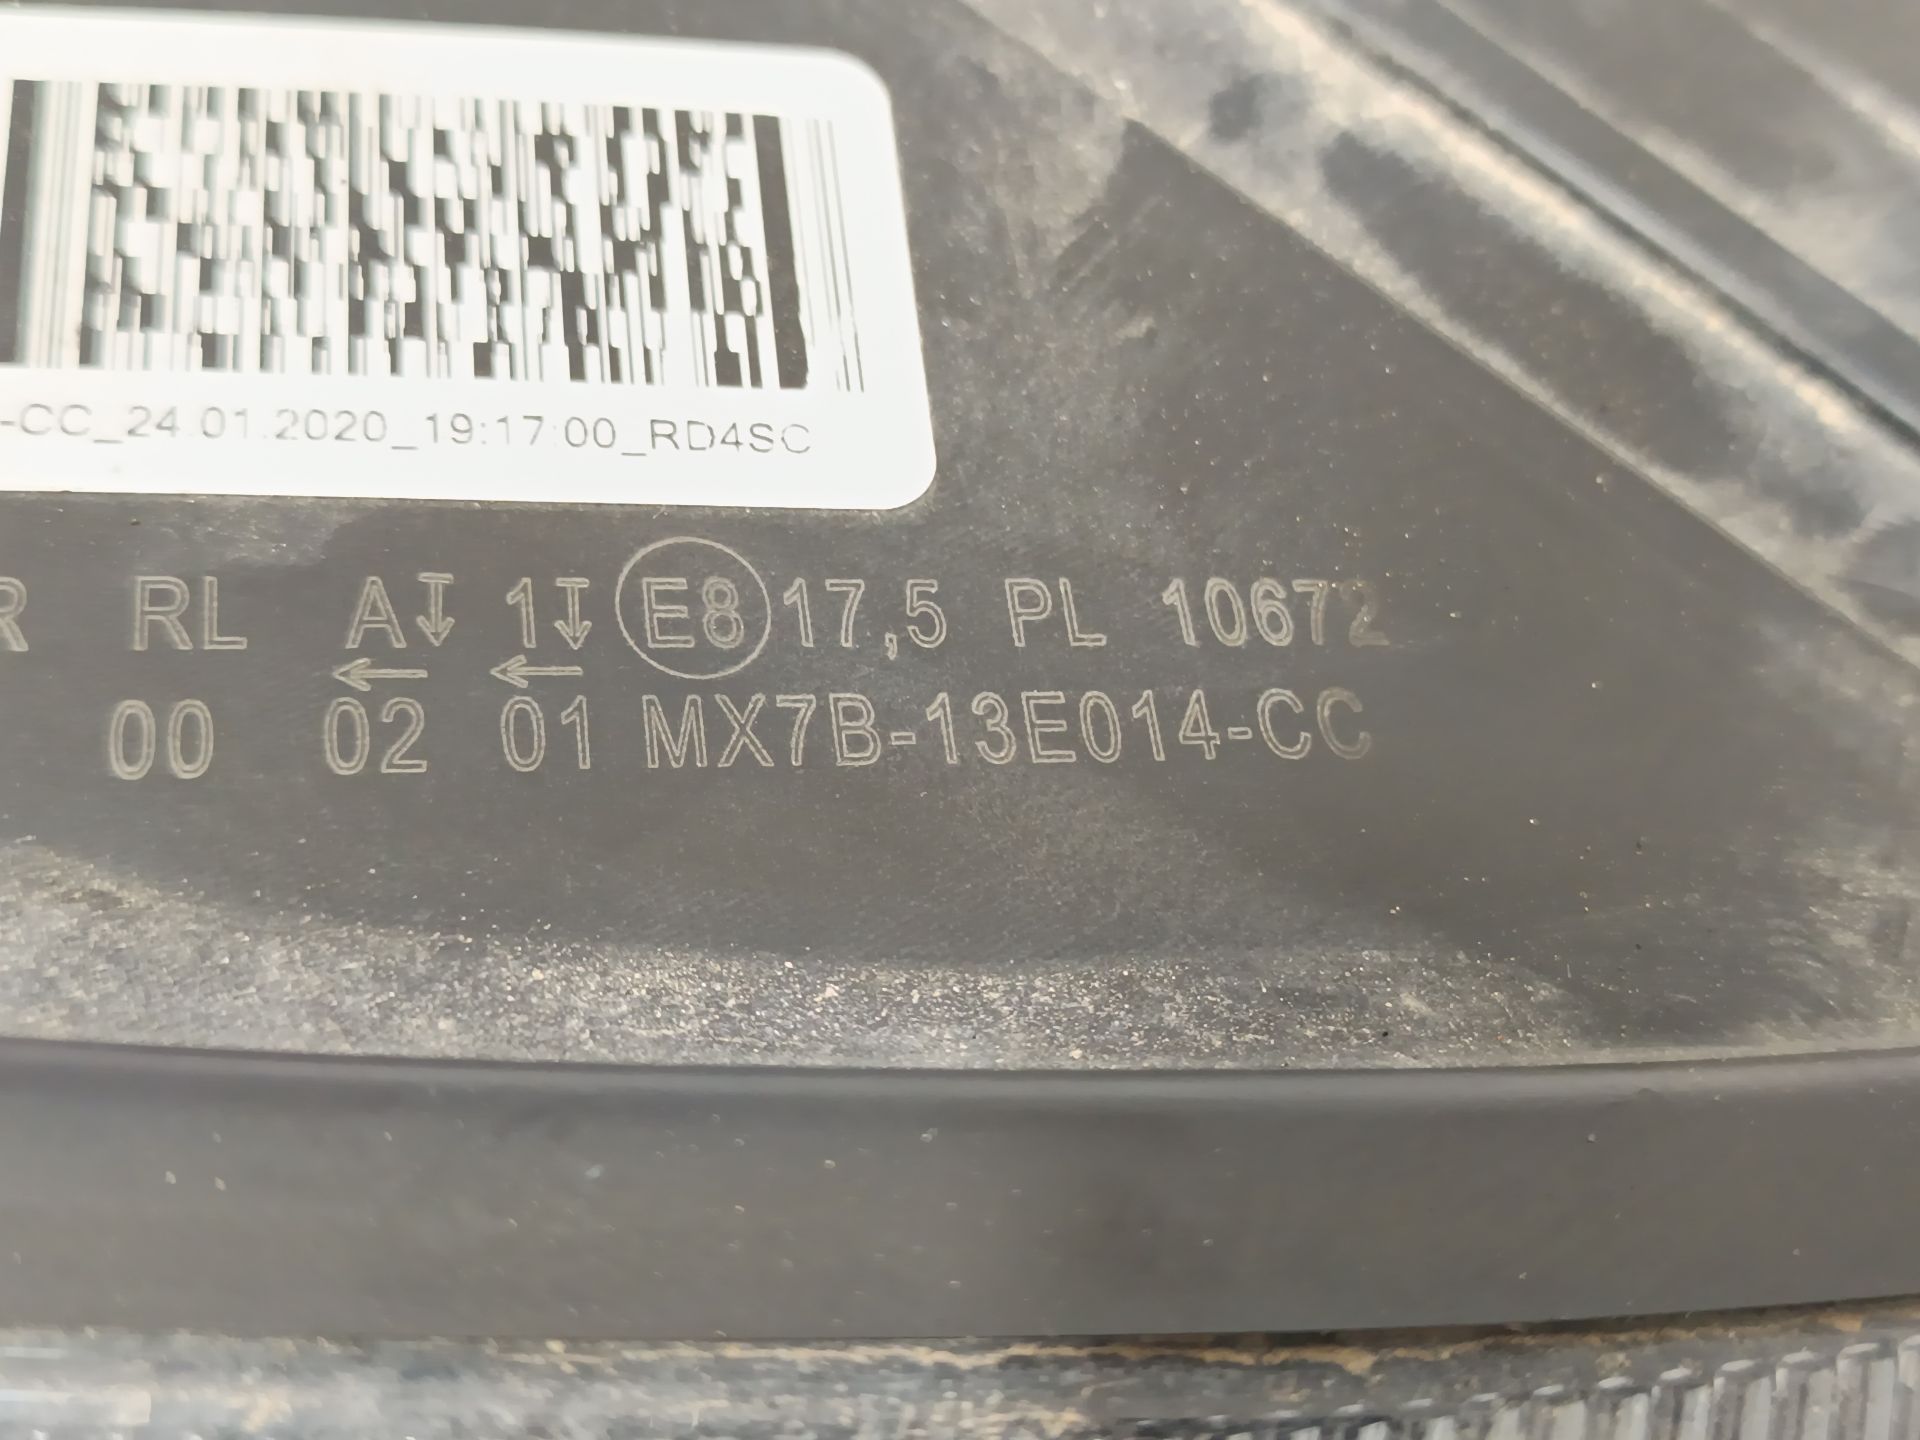 -CC_24.01.2020_19:17:00_RD4SC
R RL A 1 E8 17,5 PL 10672
← ←
00 02 01 MX7B-13E014-CC